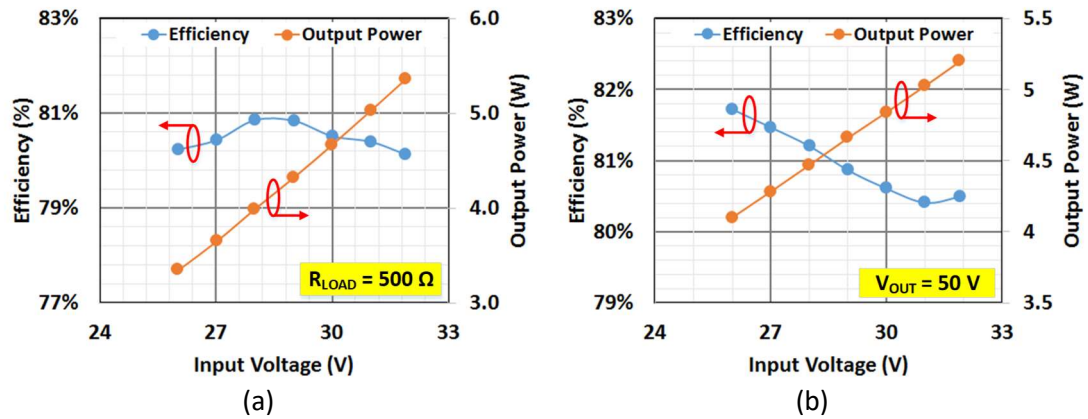 83%
6.0
Efficiency
Output Power
81%
5.0
79%
4.0
77%
3.0
24
27
30
33
Efficiency (%)
Output Power (W)
R_LOAD = 500 Ω
Input Voltage (V)
(a)
83%
5.5
Efficiency
Output Power
82%
5
81%
4.5
80%
4
79%
3.5
24
27
30
33
Efficiency (%)
Output Power (W)
V_OUT = 50 V
Input Voltage (V)
(b)